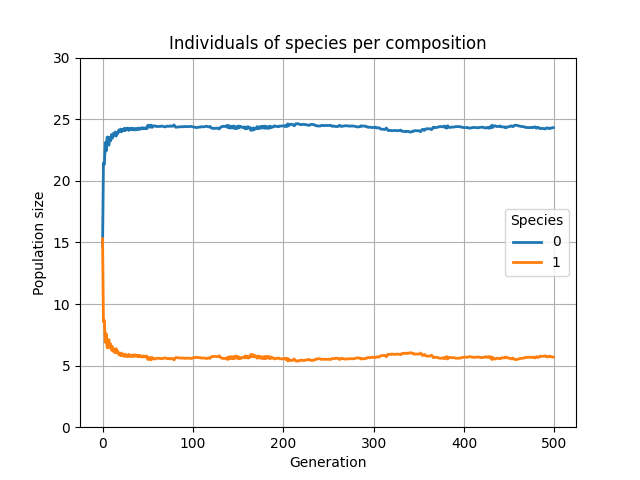 Individuals of species per composition
30
25
20
15
10
5
0
Population size
Species
0
1
0 100 200 300 400 500
Generation